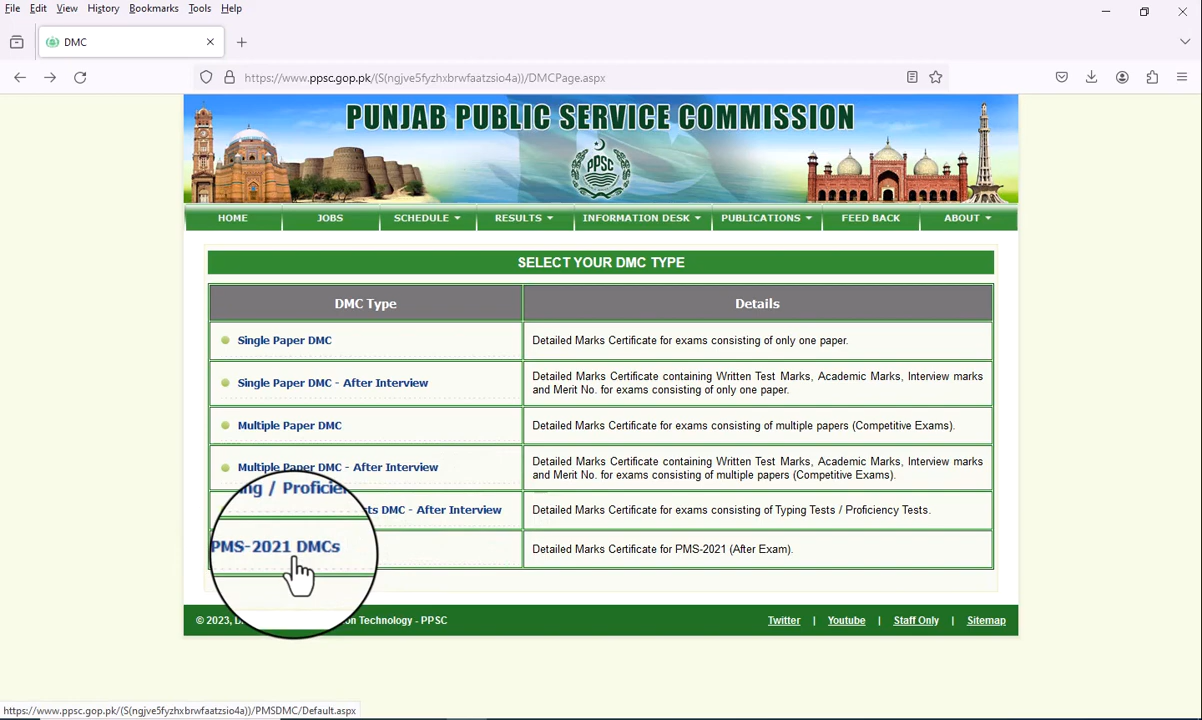 File Edit View History Bookmarks Tools Help
DMC
https://www.ppsc.gop.pk/(S(ngjve5fyzhxbrwfaatzsio4a))/DMCPage.aspx
PUNJAB PUBLIC SERVICE COMMISSION
PPSC
HOME JOBS SCHEDULE RESULTS INFORMATION DESK PUBLICATIONS FEED BACK ABOUT
SELECT YOUR DMC TYPE
DMC Type Details
Single Paper DMC Detailed Marks Certificate for exams consisting of only one paper.
Single Paper DMC - After Interview
Detailed Marks Certificate containing Written Test Marks, Academic Marks, Interview marks
and Merit No. for exams consisting of only one paper.
Multiple Paper DMC Detailed Marks Certificate for exams consisting of multiple papers (Competitive Exams).
Multiple Paper DMC - After Interview
Detailed Marks Certificate containing Written Test Marks, Academic Marks, Interview marks
and Merit No. for exams consisting of multiple papers (Competitive Exams).
ng / Proficie
ts DMC - After Interview Detailed Marks Certificate for exams consisting of Typing Tests / Proficiency Tests.
PMS-2021 DMCs Detailed Marks Certificate for PMS-2021 (After Exam).
© 2023, D on Technology - PPSC Twitter | Youtube | Staff Only | Sitemap
https://www.ppsc.gop.pk/(S(ngjve5fyzhxbrwfaatzsio4a))/PMSDMC/Default.aspx